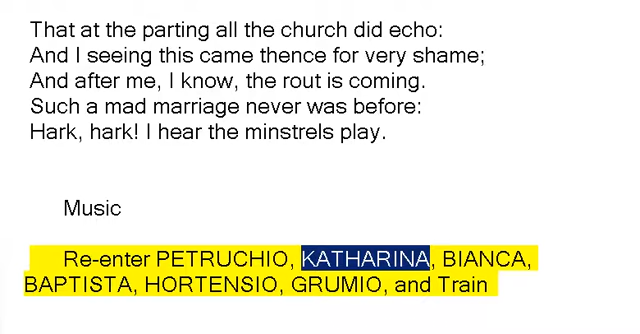 That at the parting all the church did echo:
And I seeing this came thence for very shame;
And after me, I know, the rout is coming.
Such a mad marriage never was before:
Hark, hark! I hear the minstrels play.
Music
Re-enter PETRUCHIO, KATHARINA, BIANCA,
BAPTISTA, HORTENSIO, GRUMIO, and Train